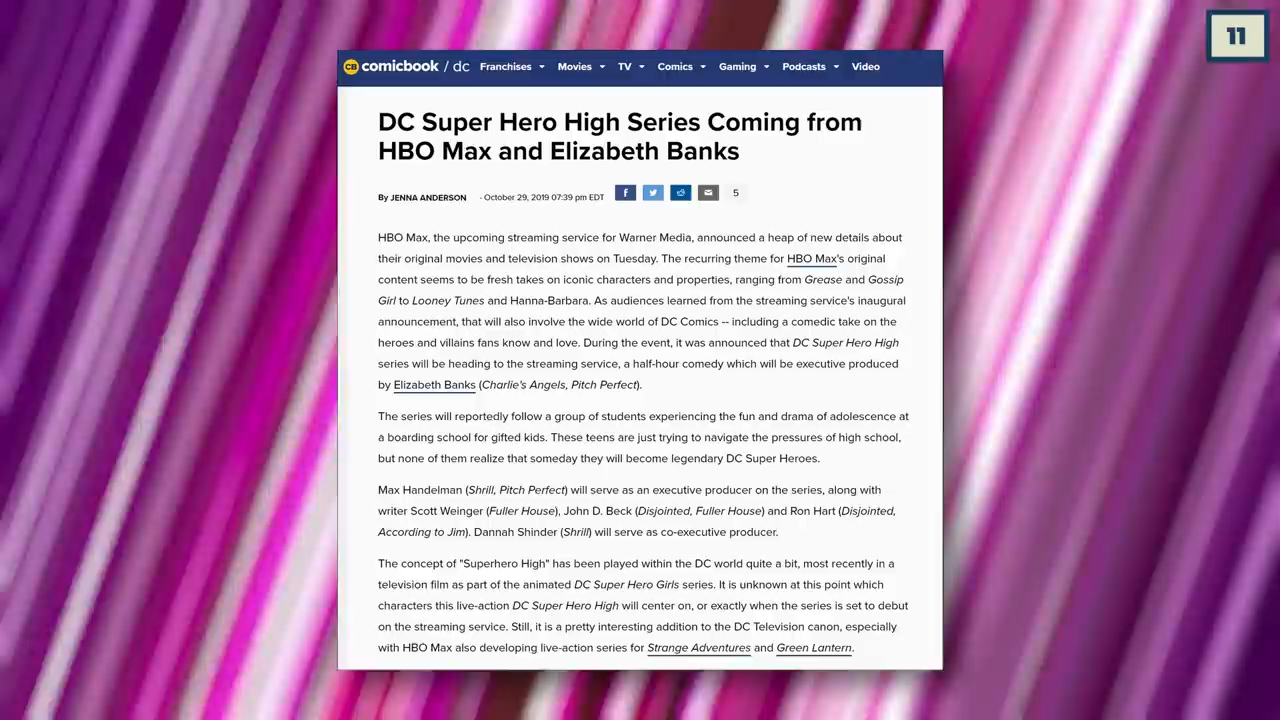 11
CB comicbook / dc Franchises Movies TV Comics Gaming Podcasts Video
DC Super Hero High Series Coming from
HBO Max and Elizabeth Banks
By JENNA ANDERSON - October 29, 2019 07:39 pm EDT f 5
HBO Max, the upcoming streaming service for Warner Media, announced a heap of new details about
their original movies and television shows on Tuesday. The recurring theme for HBO Max's original
content seems to be fresh takes on iconic characters and properties, ranging from Grease and Gossip
Girl to Looney Tunes and Hanna-Barbara. As audiences learned from the streaming service's inaugural
announcement, that will also involve the wide world of DC Comics -- including a comedic take on the
heroes and villains fans know and love. During the event, it was announced that DC Super Hero High
series will be heading to the streaming service, a half-hour comedy which will be executive produced
by Elizabeth Banks (Charlie's Angels, Pitch Perfect).
The series will reportedly follow a group of students experiencing the fun and drama of adolescence at
a boarding school for gifted kids. These teens are just trying to navigate the pressures of high school,
but none of them realize that someday they will become legendary DC Super Heroes.
Max Handelman (Shrill, Pitch Perfect) will serve as an executive producer on the series, along with
writer Scott Weinger (Fuller House), John D. Beck (Disjointed, Fuller House) and Ron Hart (Disjointed,
According to Jim). Dannah Shinder (Shrill) will serve as co-executive producer.
The concept of "Superhero High" has been played within the DC world quite a bit, most recently in a
television film as part of the animated DC Super Hero Girls series. It is unknown at this point which
characters this live-action DC Super Hero High will center on, or exactly when the series is set to debut
on the streaming service. Still, it is a pretty interesting addition to the DC Television canon, especially
with HBO Max also developing live-action series for Strange Adventures and Green Lantern.